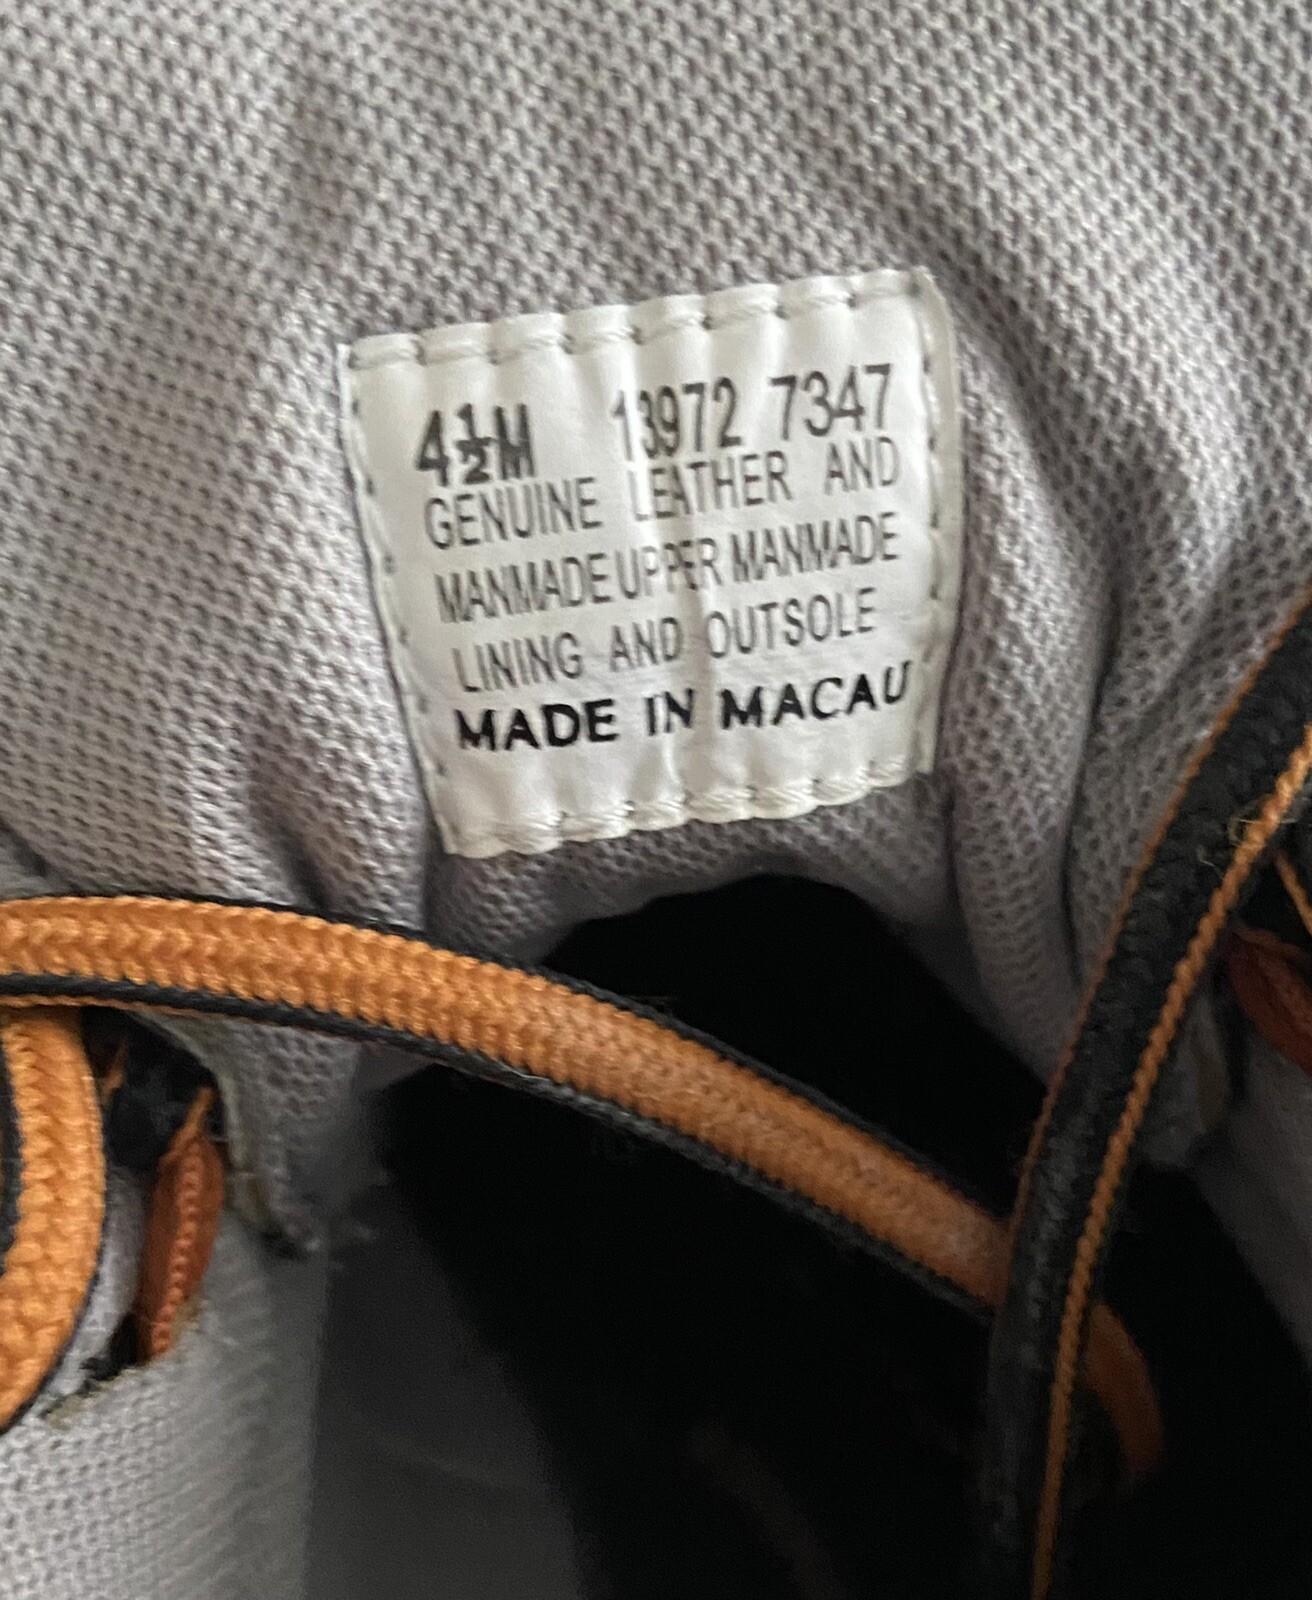 4½M 13972 7347
GENUINE LEATHER AND
MANMADE UPPER MANMADE
LINING AND OUTSOLE
MADE IN MACAU